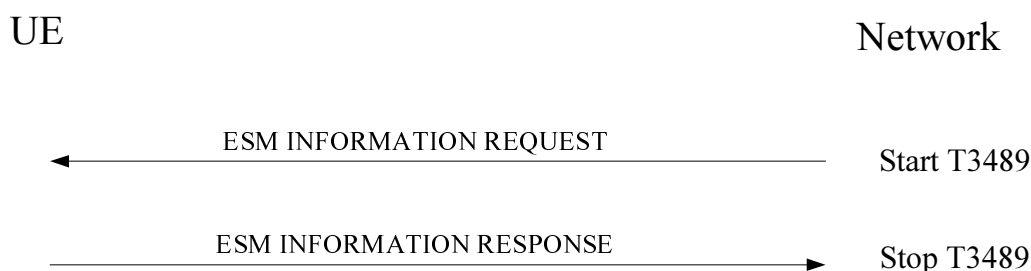 UE
Network
ESM INFORMATION REQUEST
Start T3489
ESM INFORMATION RESPONSE
Stop T3489